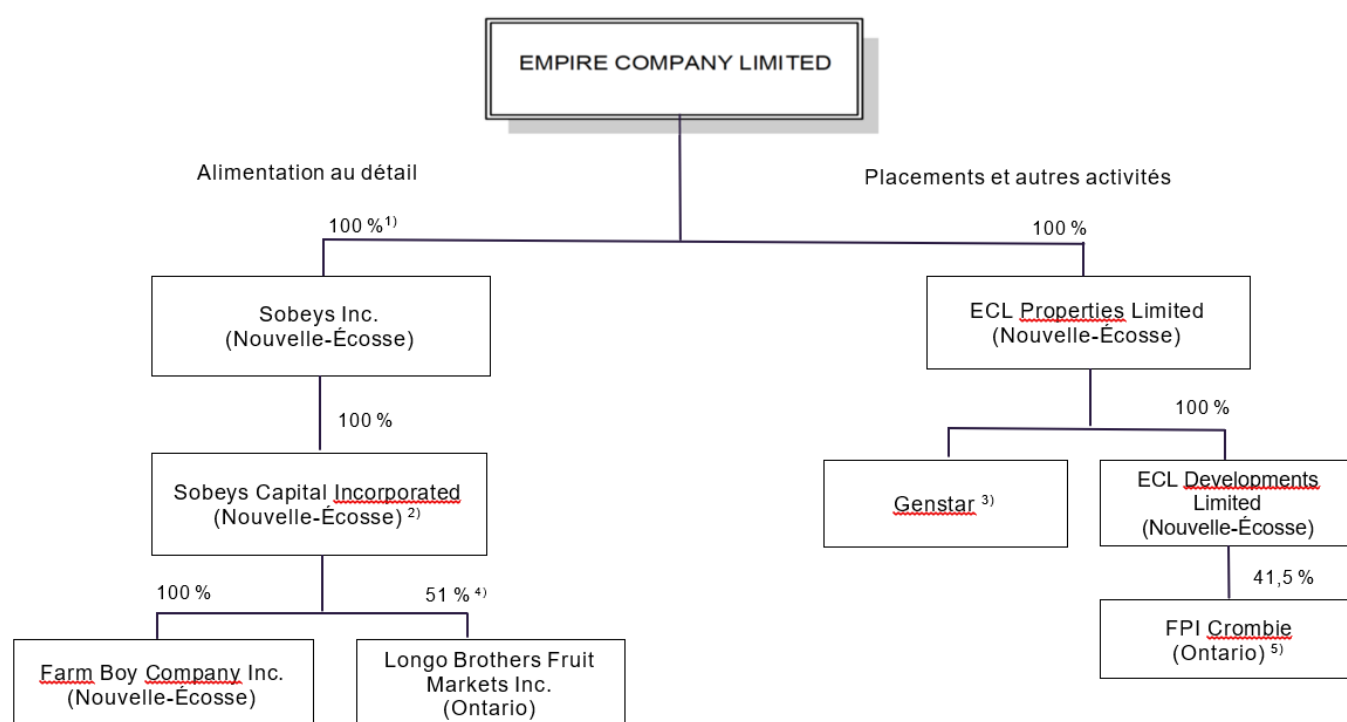 EMPIRE COMPANY LIMITED
Alimentation au détail
Placements et autres activités
100 %1)
100 %
Sobeys Inc.
(Nouvelle-Écosse)
ECL Properties Limited
(Nouvelle-Écosse)
100 %
100 %
Sobeys Capital Incorporated
(Nouvelle-Écosse) 2)
Genstar 3)
ECL Developments
Limited
(Nouvelle-Écosse)
100 %
51 % 4)
41,5 %
Farm Boy Company Inc.
(Nouvelle-Écosse)
Longo Brothers Fruit
Markets Inc.
(Ontario)
FPI Crombie
(Ontario) 5)